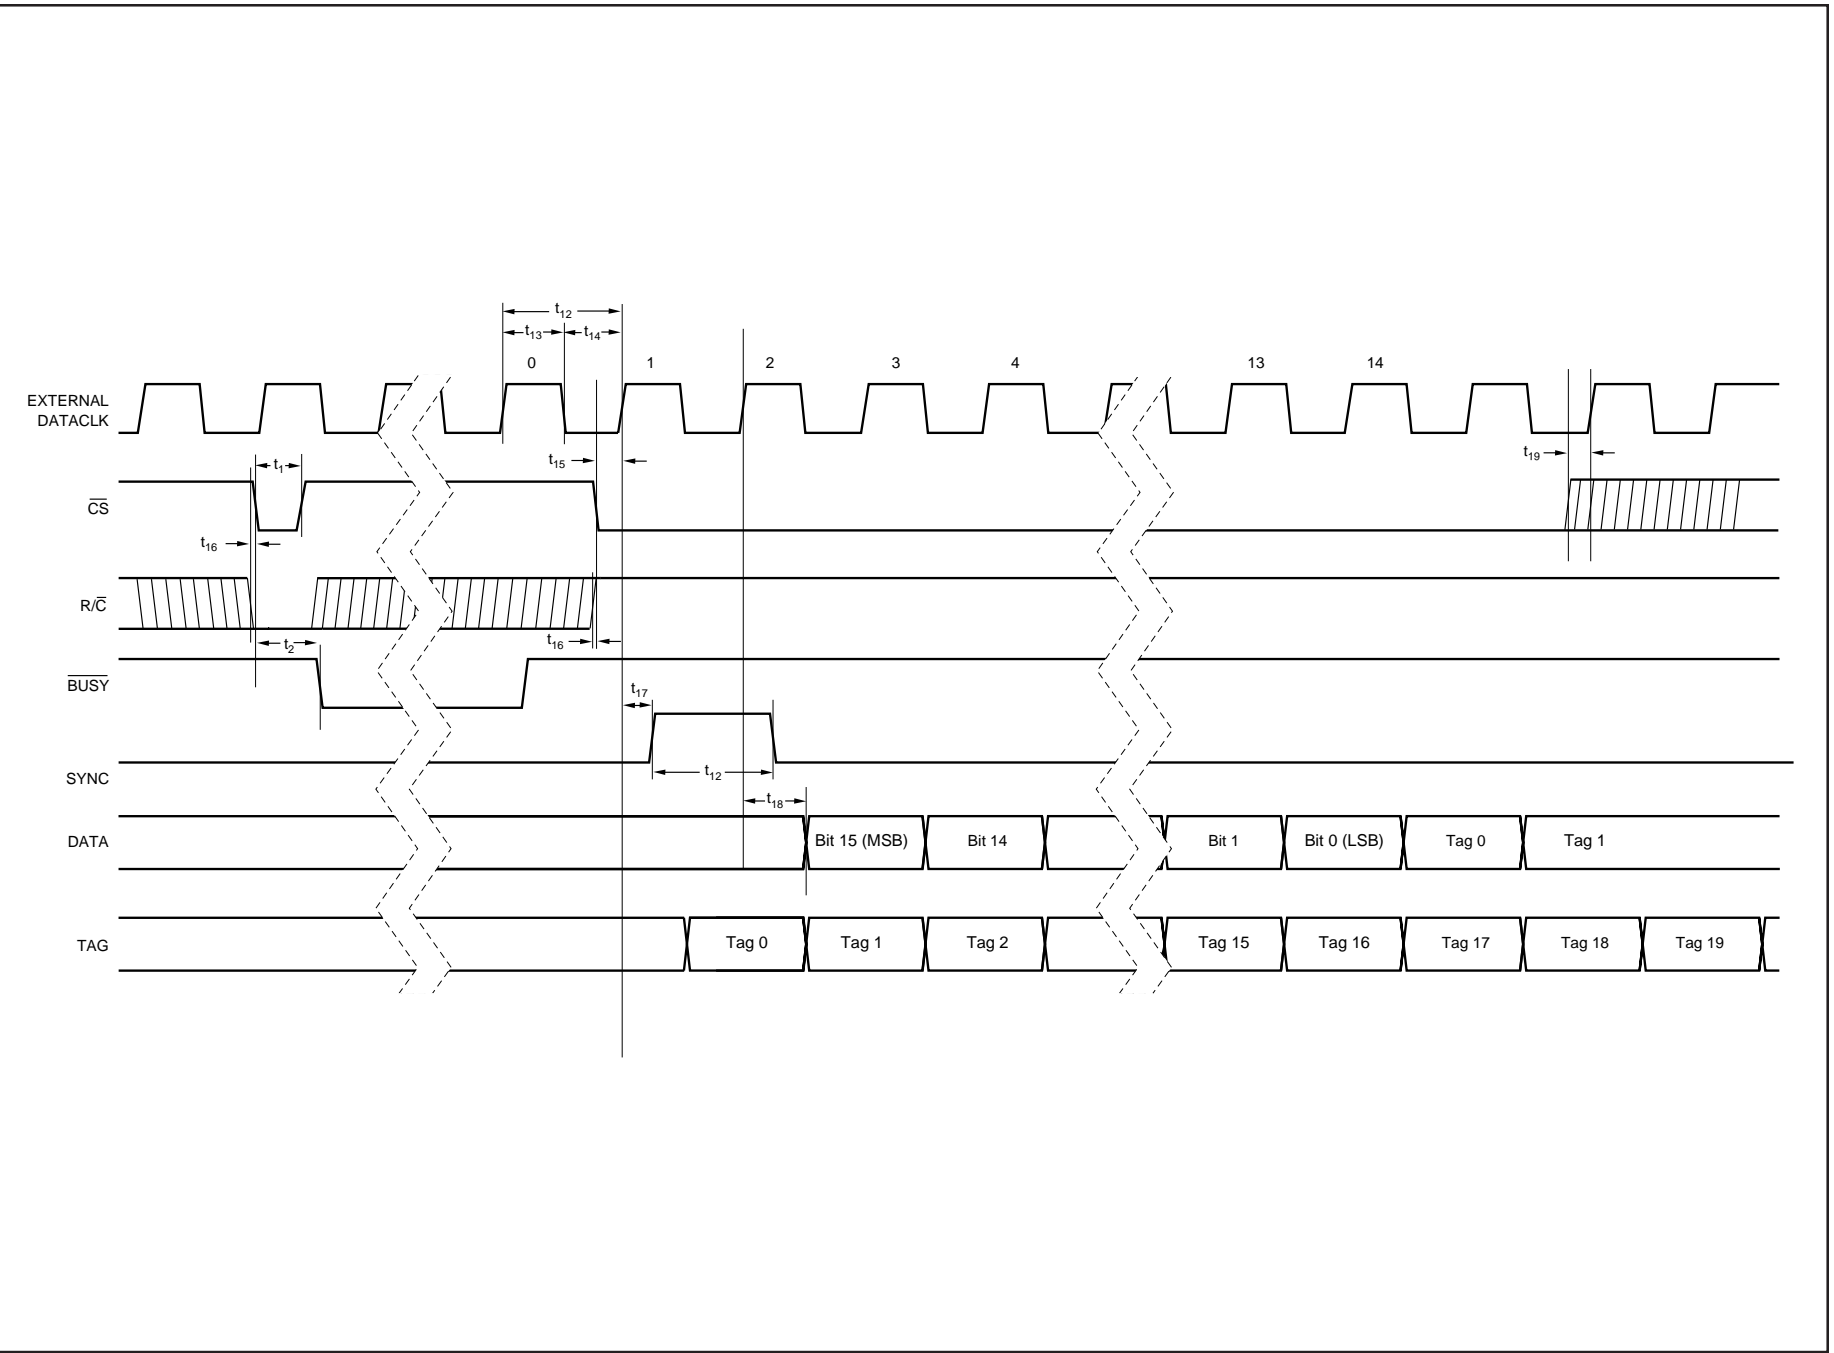 t12
t13 t14
0 1 2 3 4 13 14
EXTERNAL
DATACLK
t15
t19
t1
C̅S̅
t16
R/C̅
t16
t2
B̅U̅S̅Y̅
t17
SYNC
t12
t18
DATA Bit 15 (MSB) Bit 14 Bit 1 Bit 0 (LSB) Tag 0 Tag 1
TAG Tag 0 Tag 1 Tag 2 Tag 15 Tag 16 Tag 17 Tag 18 Tag 19